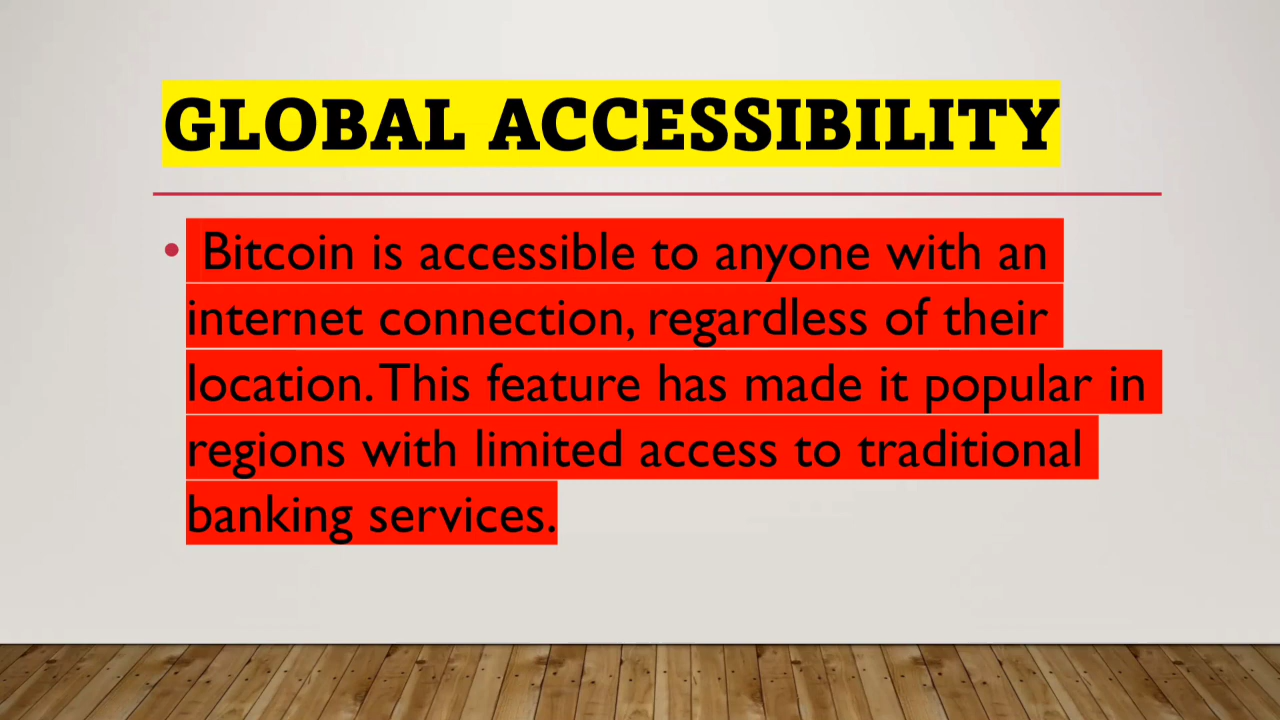 GLOBAL ACCESSIBILITY
• Bitcoin is accessible to anyone with an
internet connection, regardless of their
location. This feature has made it popular in
regions with limited access to traditional
banking services.